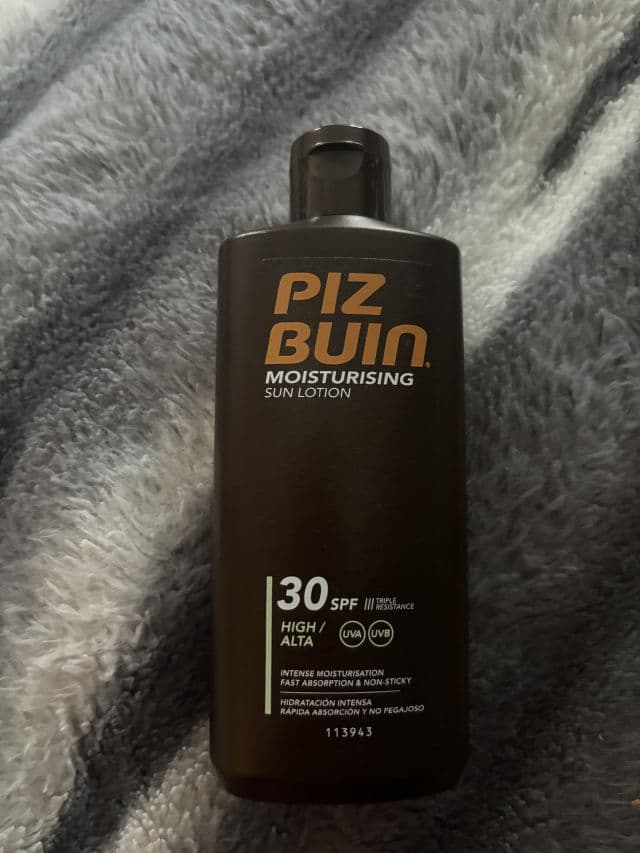 PIZ
BUIN®
MOISTURISING
SUN LOTION
30 SPF /// TRIPLE
RESISTANCE
HIGH /
ALTA
UVA UVB
INTENSE MOISTURISATION
FAST ABSORPTION & NON-STICKY
HIDRATACIÓN INTENSA
RÁPIDA ABSORCIÓN Y NO PEGAJOSO
113943